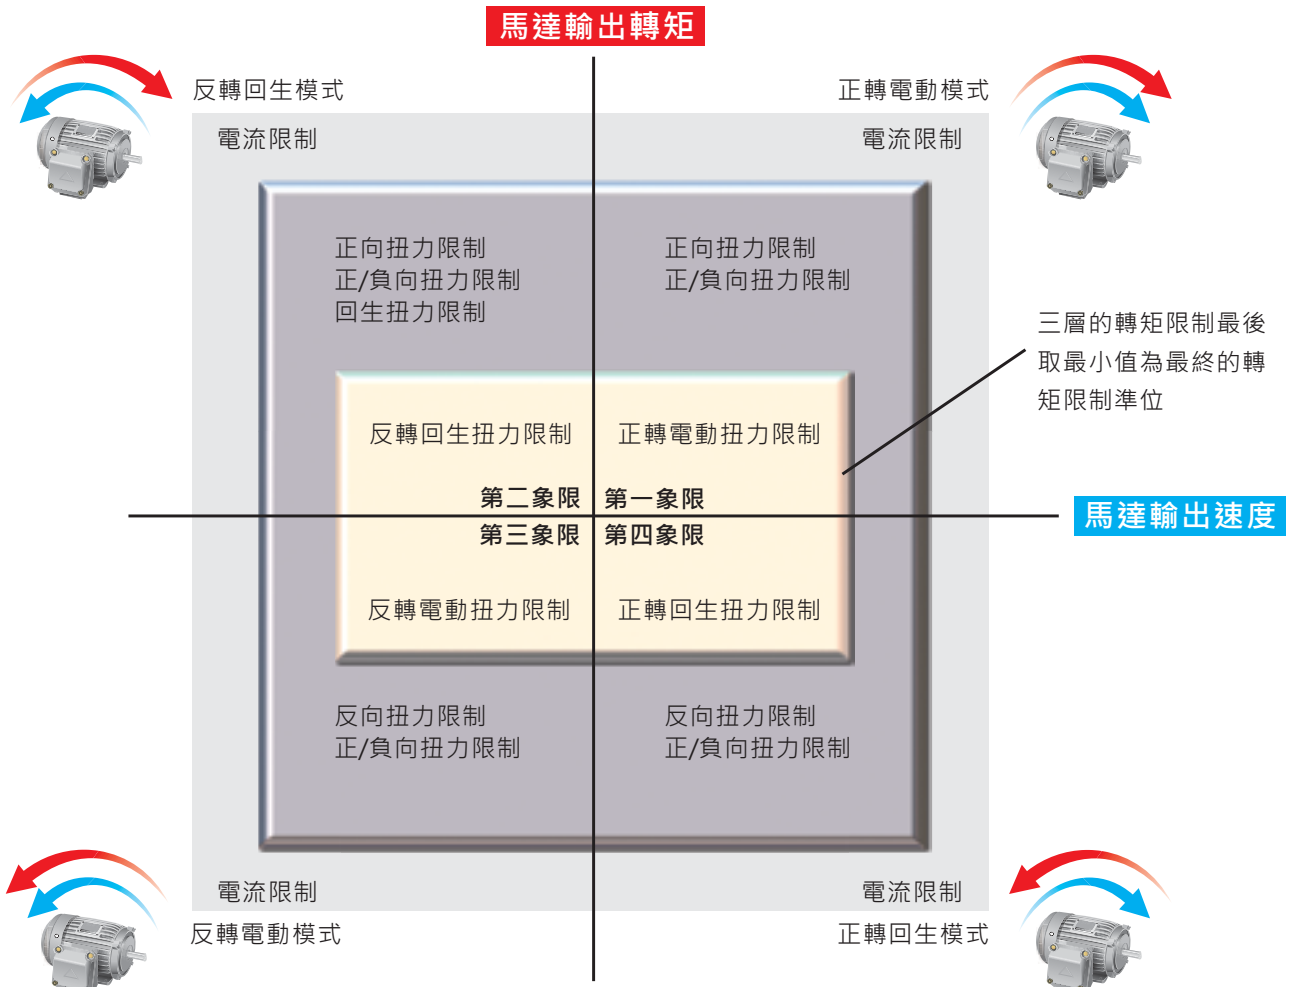 馬達輸出轉矩
反轉回生模式
正轉電動模式
電流限制
電流限制
正向扭力限制
正/負向扭力限制
回生扭力限制
正向扭力限制
正/負向扭力限制
三層的轉矩限制最後
取最小值為最終的轉
矩限制準位
反轉回生扭力限制
正轉電動扭力限制
第二象限
第一象限
馬達輸出速度
第三象限
第四象限
反轉電動扭力限制
正轉回生扭力限制
反向扭力限制
正/負向扭力限制
反向扭力限制
正/負向扭力限制
電流限制
電流限制
反轉電動模式
正轉回生模式